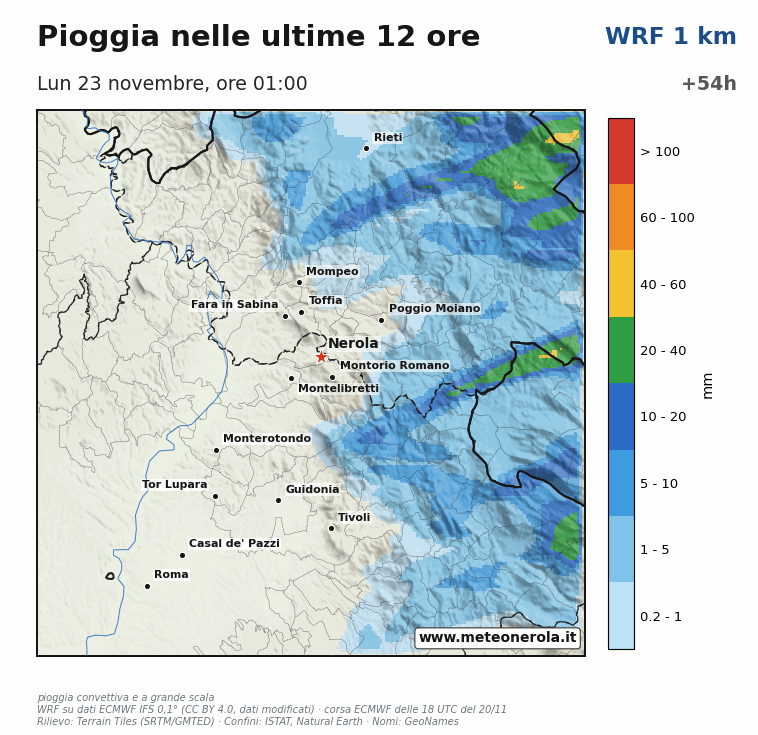 Pioggia nelle ultime 12 ore
WRF 1 km
Lun 23 novembre, ore 01:00
+54h
Rieti
Mompeo
Fara in Sabina
Toffia
Poggio Moiano
Nerola
Montorio Romano
Montelibretti
Monterotondo
Tor Lupara
Guidonia
Tivoli
Casal de' Pazzi
Roma
www.meteonerola.it
> 100
60 - 100
40 - 60
20 - 40
10 - 20
5 - 10
1 - 5
0.2 - 1
mm
pioggia convettiva e a grande scala
WRF su dati ECMWF IFS 0,1° (CC BY 4.0, dati modificati) · corsa ECMWF delle 18 UTC del 20/11
Rilievo: Terrain Tiles (SRTM/GMTED) · Confini: ISTAT, Natural Earth · Nomi: GeoNames